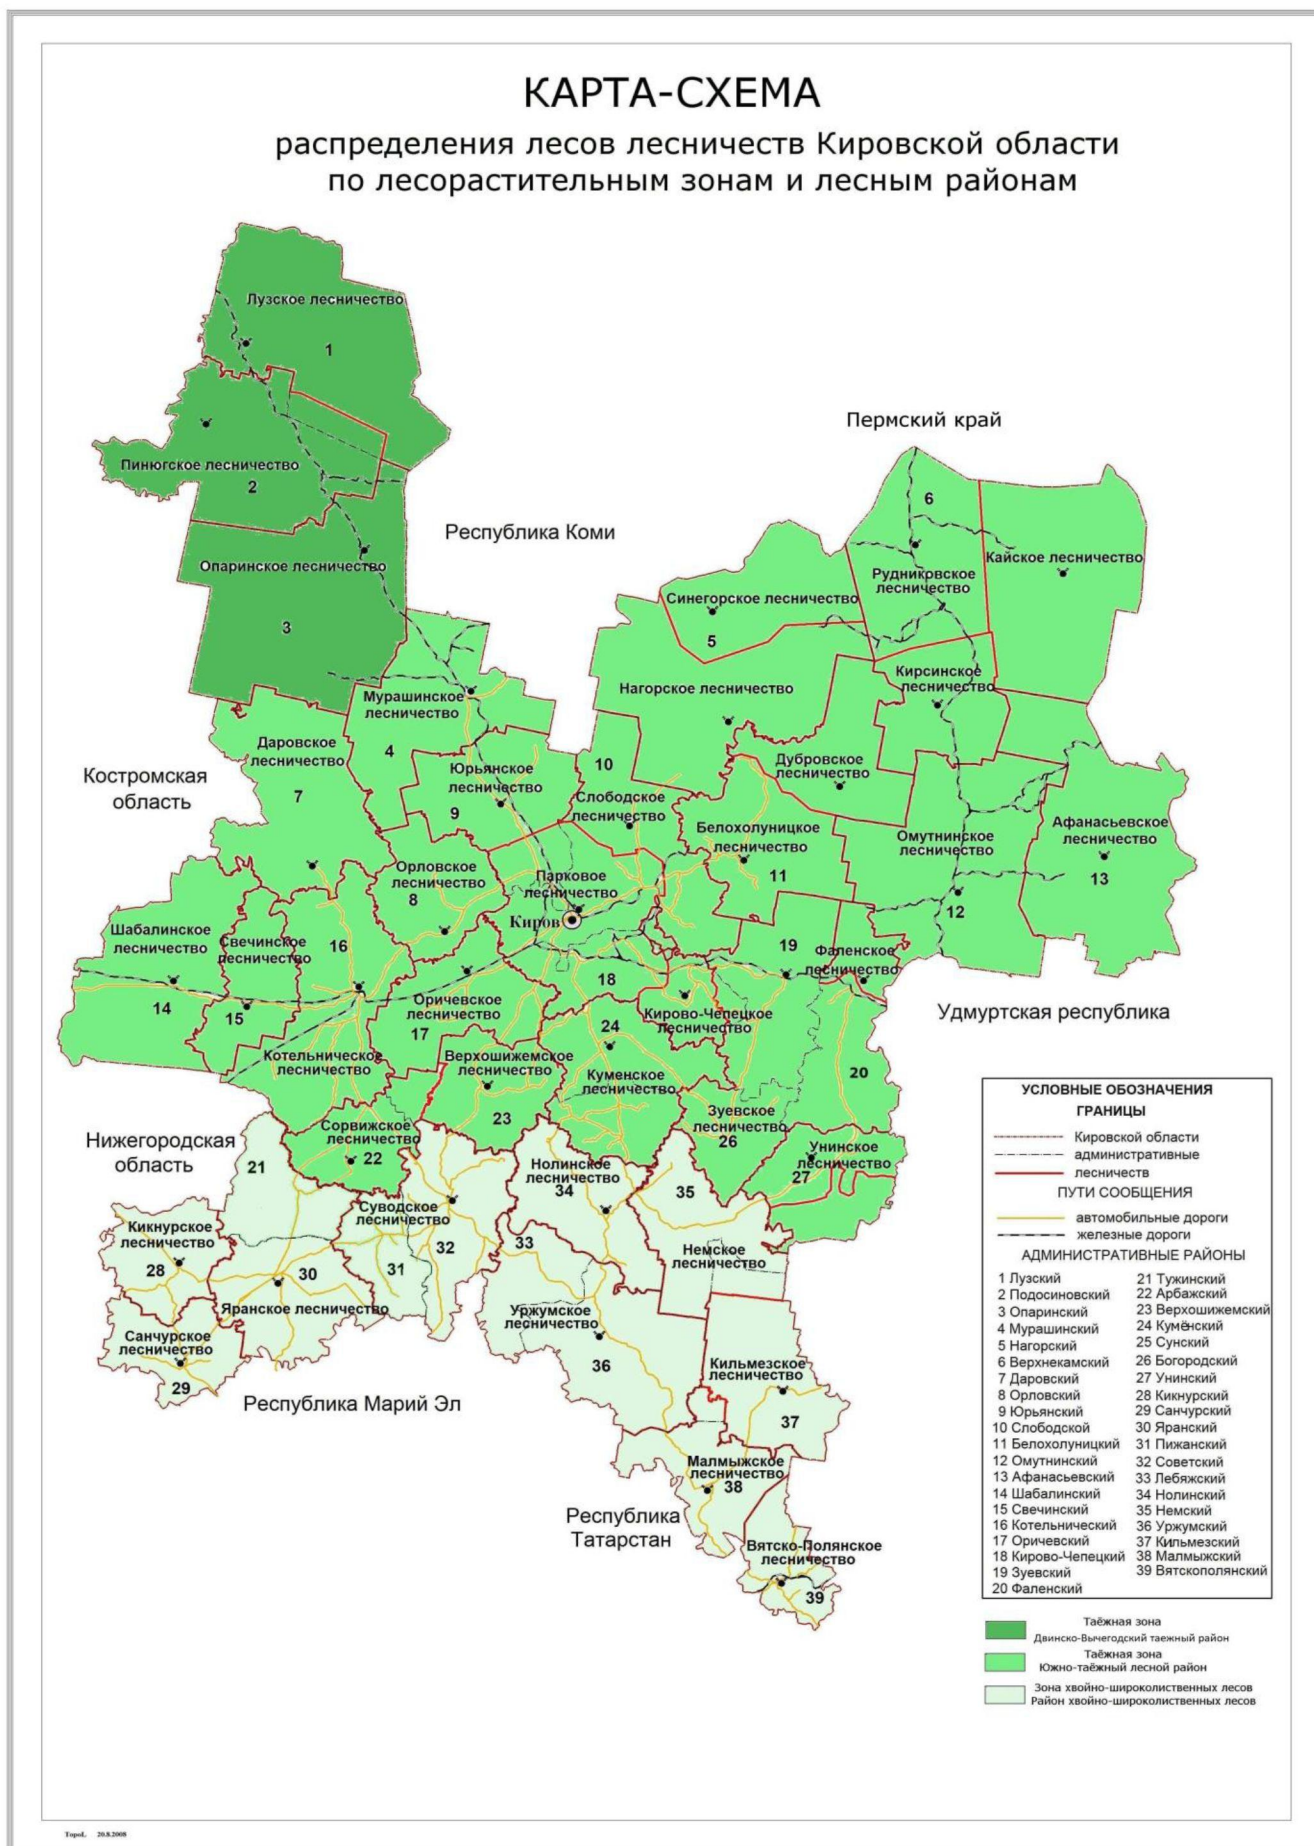 КАРТА-СХЕМА
распределения лесов лесничеств Кировской области
по лесорастительным зонам и лесным районам
Лузское лесничество
1
Пермский край
Пинюгское лесничество
2
6
Республика Коми
Кайское лесничество
Опаринское лесничество
Рудниковское
лесничество
Синегорское лесничество
3
5
Кирсинское
лесничество
Нагорское лесничество
Мурашинское
лесничество
Даровское
лесничество
4
10
Дубровское
лесничество
Костромская
область
Юрьянское
лесничество
7
9
Слободское
лесничество
Белохолуницкое
лесничество
Омутнинское
лесничество
Афанасьевское
лесничество
Орловское
лесничество
8
Парковое
лесничество
11
13
12
Киров
Шабалинское
лесничество
Свечинское
лесничество
16
19
Фаленское
лесничество
14
15
18
Оричевское
лесничество
17
Кирово-Чепецкое
лесничество
Удмуртская республика
24
Котельническое
лесничество
Верхошижемское
лесничество
Куменское
лесничество
20
23
Зуевское
лесничество
26
Нижегородская
область
Сорвижское
лесничество
22
Унинское
лесничество
27
21
Нолинское
лесничество
34
35
Суводское
лесничество
Кикнурское
лесничество
28
33
32
31
Немское
лесничество
30
Яранское лесничество
Уржумское
лесничество
Санчурское
лесничество
29
36
Кильмезское
лесничество
37
Республика Марий Эл
Малмыжское
лесничество
38
Республика
Татарстан
Вятско-Полянское
лесничество
39
УСЛОВНЫЕ ОБОЗНАЧЕНИЯ
ГРАНИЦЫ
Кировской области
административные
лесничеств
ПУТИ СООБЩЕНИЯ
автомобильные дороги
железные дороги
АДМИНИСТРАТИВНЫЕ РАЙОНЫ
1 Лузский
2 Подосиновский
3 Опаринский
4 Мурашинский
5 Нагорский
6 Верхнекамский
7 Даровский
8 Орловский
9 Юрьянский
10 Слободской
11 Белохолуницкий
12 Омутнинский
13 Афанасьевский
14 Шабалинский
15 Свечинский
16 Котельнический
17 Оричевский
18 Кирово-Чепецкий
19 Зуевский
20 Фаленский
21 Тужинский
22 Арбажский
23 Верхошижемский
24 Кумёнский
25 Сунский
26 Богородский
27 Унинский
28 Кикнурский
29 Санчурский
30 Яранский
31 Пижанский
32 Советский
33 Лебяжский
34 Нолинский
35 Немский
36 Уржумский
37 Кильмезский
38 Малмыжский
39 Вятскополянский
Таёжная зона
Двинско-Вычегодский таежный район
Таёжная зона
Южно-таёжный лесной район
Зона хвойно-широколиственных лесов
Район хвойно-широколиственных лесов
TopoL 20.8.2008